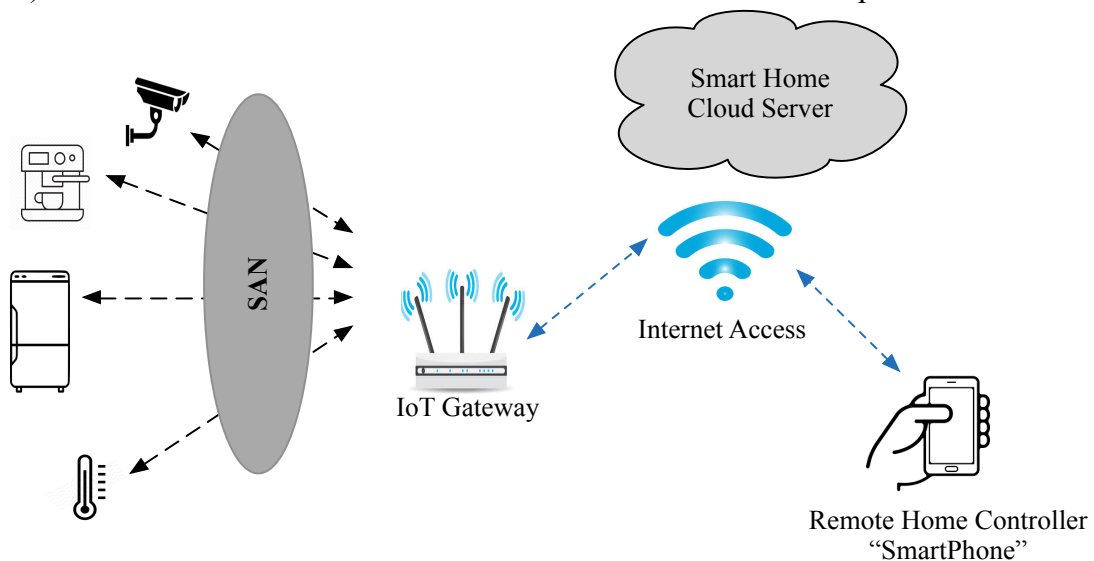 Smart Home
Cloud Server
SAN
Internet Access
IoT Gateway
Remote Home Controller
“SmartPhone”